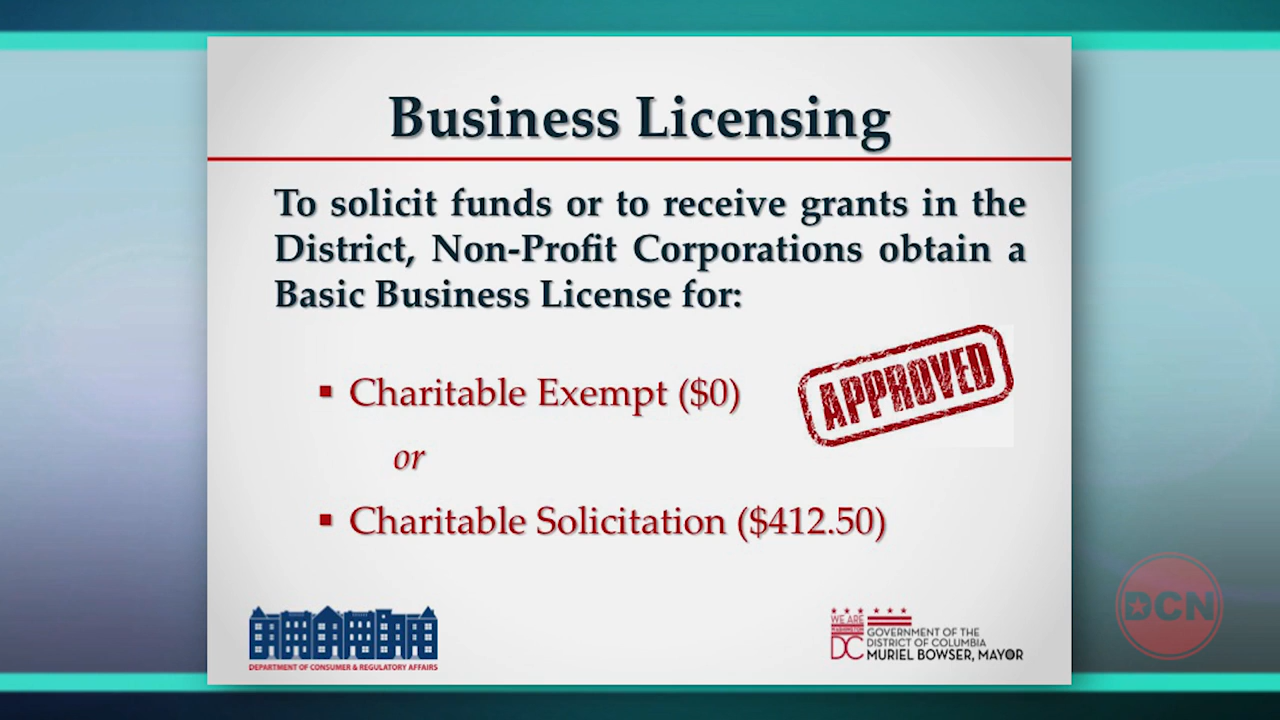 Business Licensing
To solicit funds or to receive grants in the
District, Non-Profit Corporations obtain a
Basic Business License for:
▪ Charitable Exempt ($0)
APPROVED
or
▪ Charitable Solicitation ($412.50)
DEPARTMENT OF CONSUMER & REGULATORY AFFAIRS
WE ARE
WASHINGTON
DC
GOVERNMENT OF THE
DISTRICT OF COLUMBIA
MURIEL BOWSER, MAYOR
DCN